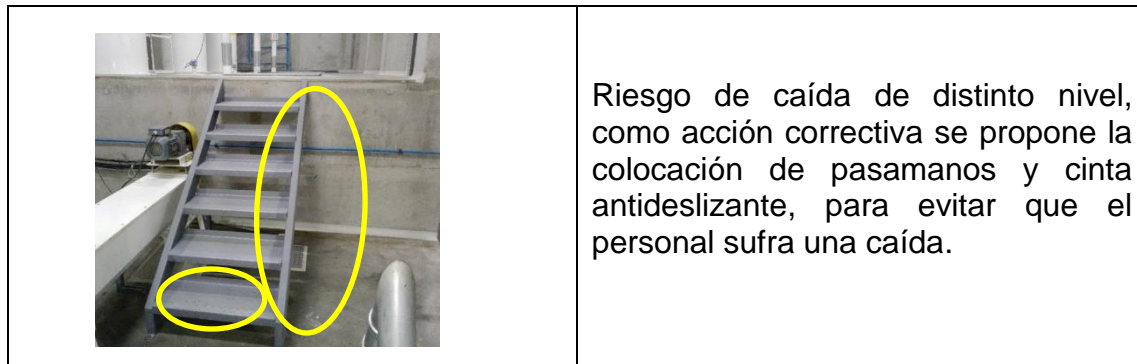 Riesgo de caída de distinto nivel,
como acción correctiva se propone la
colocación de pasamanos y cinta
antideslizante, para evitar que el
personal sufra una caída.